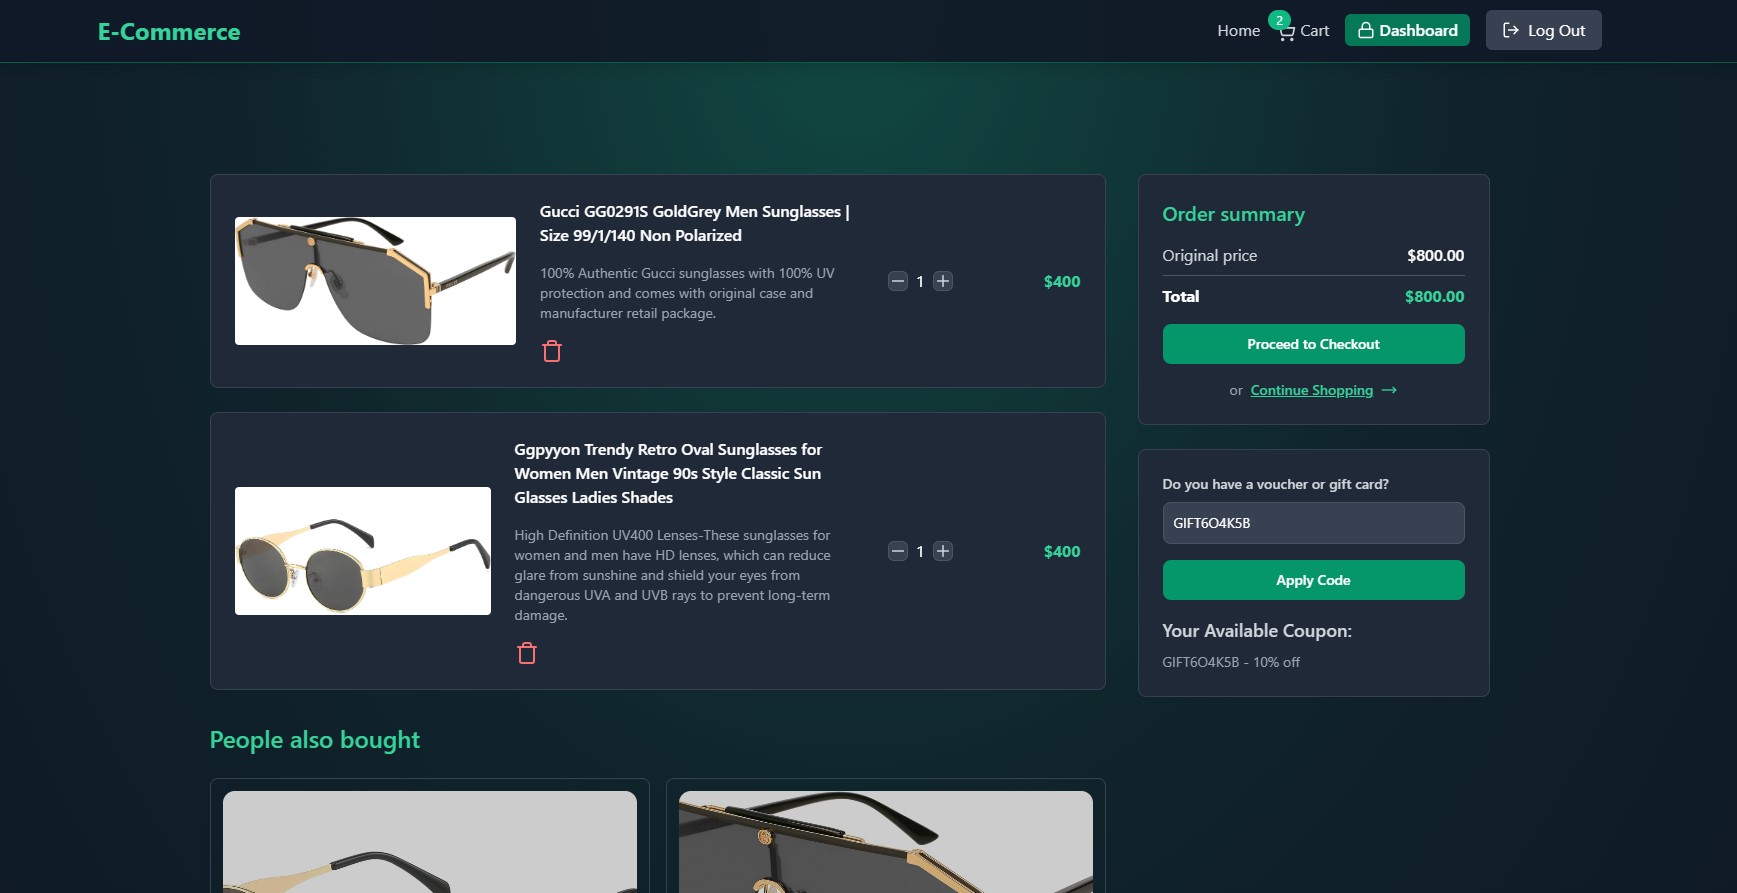 E-Commerce
Home
2
Cart
Dashboard
Log Out
Gucci GG0291S GoldGrey Men Sunglasses |
Size 99/1/140 Non Polarized
100% Authentic Gucci sunglasses with 100% UV
protection and comes with original case and
manufacturer retail package.
1
$400
Ggpyyon Trendy Retro Oval Sunglasses for
Women Men Vintage 90s Style Classic Sun
Glasses Ladies Shades
High Definition UV400 Lenses-These sunglasses for
women and men have HD lenses, which can reduce
glare from sunshine and shield your eyes from
dangerous UVA and UVB rays to prevent long-term
damage.
1
$400
Order summary
Original price $800.00
Total $800.00
Proceed to Checkout
or Continue Shopping →
Do you have a voucher or gift card?
GIFT6O4K5B
Apply Code
Your Available Coupon:
GIFT6O4K5B - 10% off
People also bought